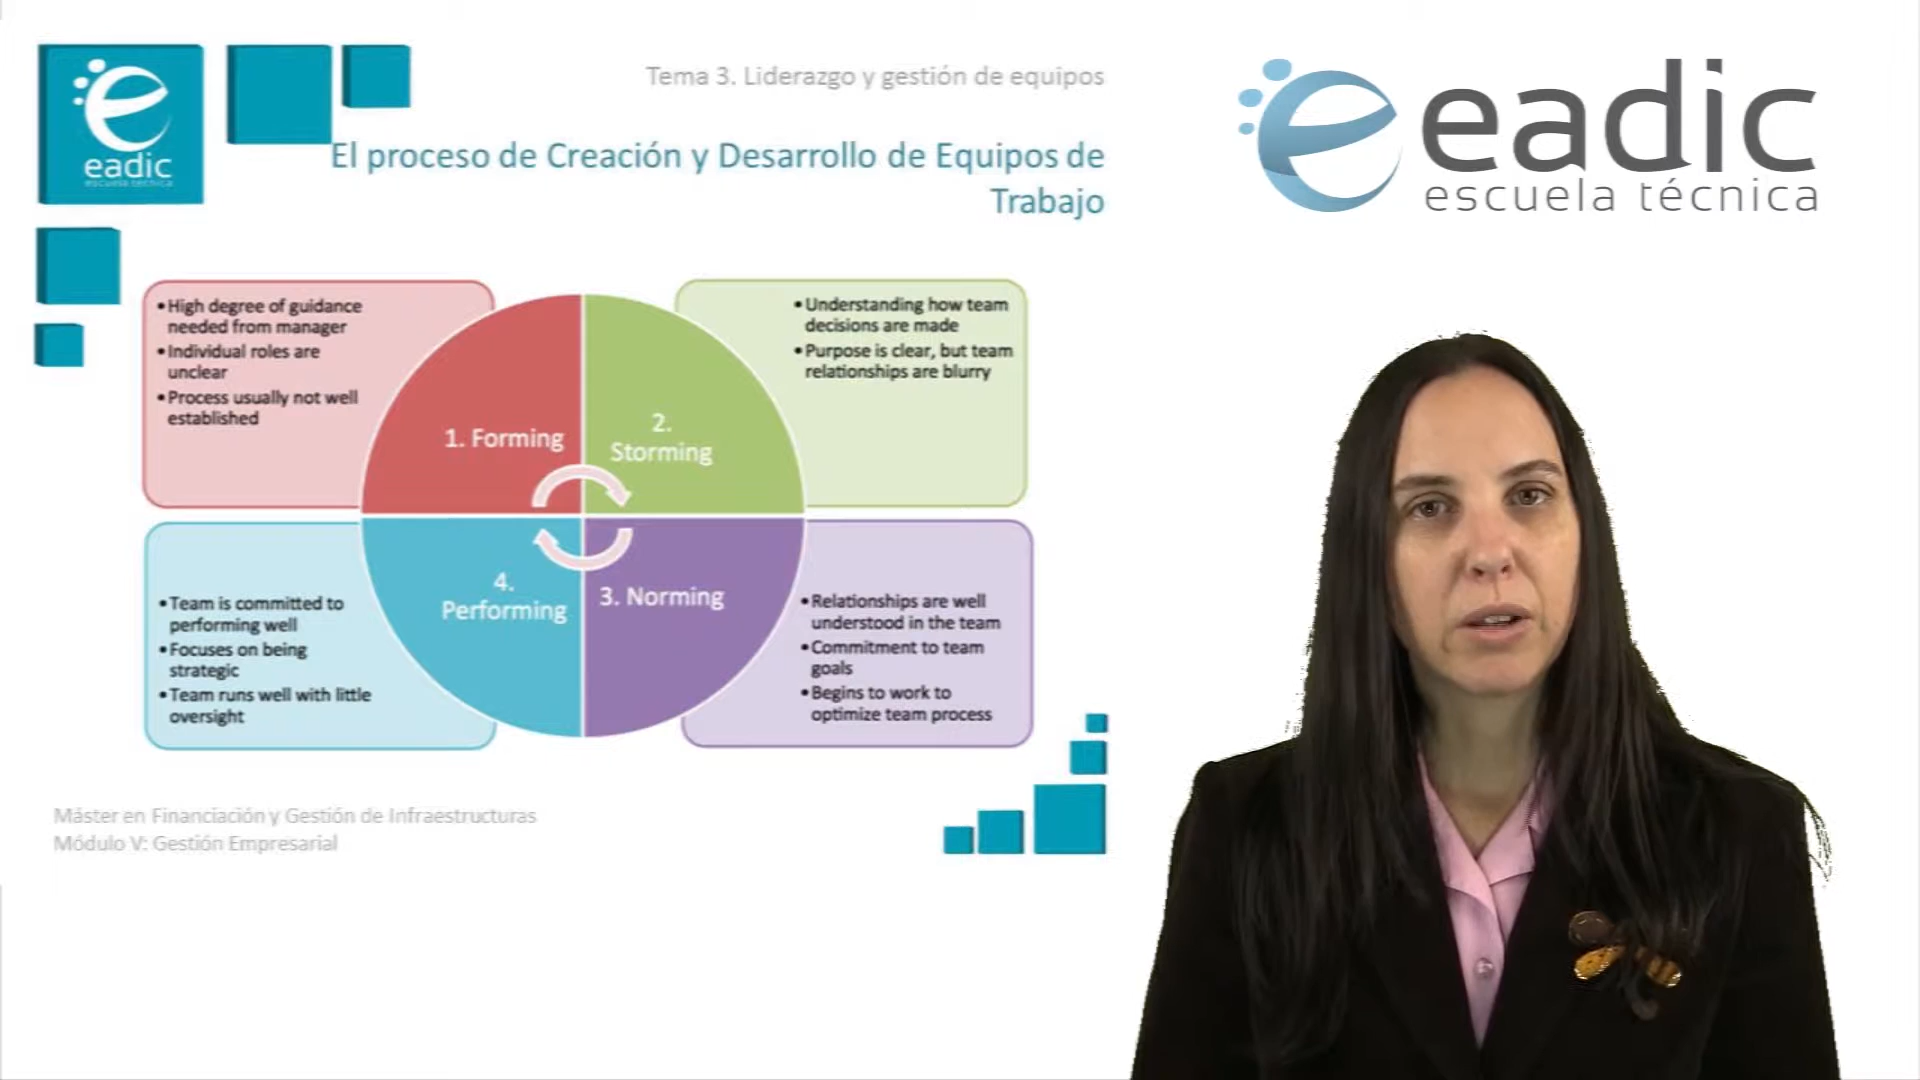 eadic
escuela técnica
Tema 3. Liderazgo y gestión de equipos
El proceso de Creación y Desarrollo de Equipos de
Trabajo
eadic
escuela técnica
•High degree of guidance
needed from manager
•Individual roles are
unclear
•Process usually not well
established
•Understanding how team
decisions are made
•Purpose is clear, but team
relationships are blurry
1. Forming
2.
Storming
4.
Performing
3. Norming
•Team is committed to
performing well
•Focuses on being
strategic
•Team runs well with little
oversight
•Relationships are well
understood in the team
•Commitment to team
goals
•Begins to work to
optimize team process
Máster en Financiación y Gestión de Infraestructuras
Módulo V: Gestión Empresarial